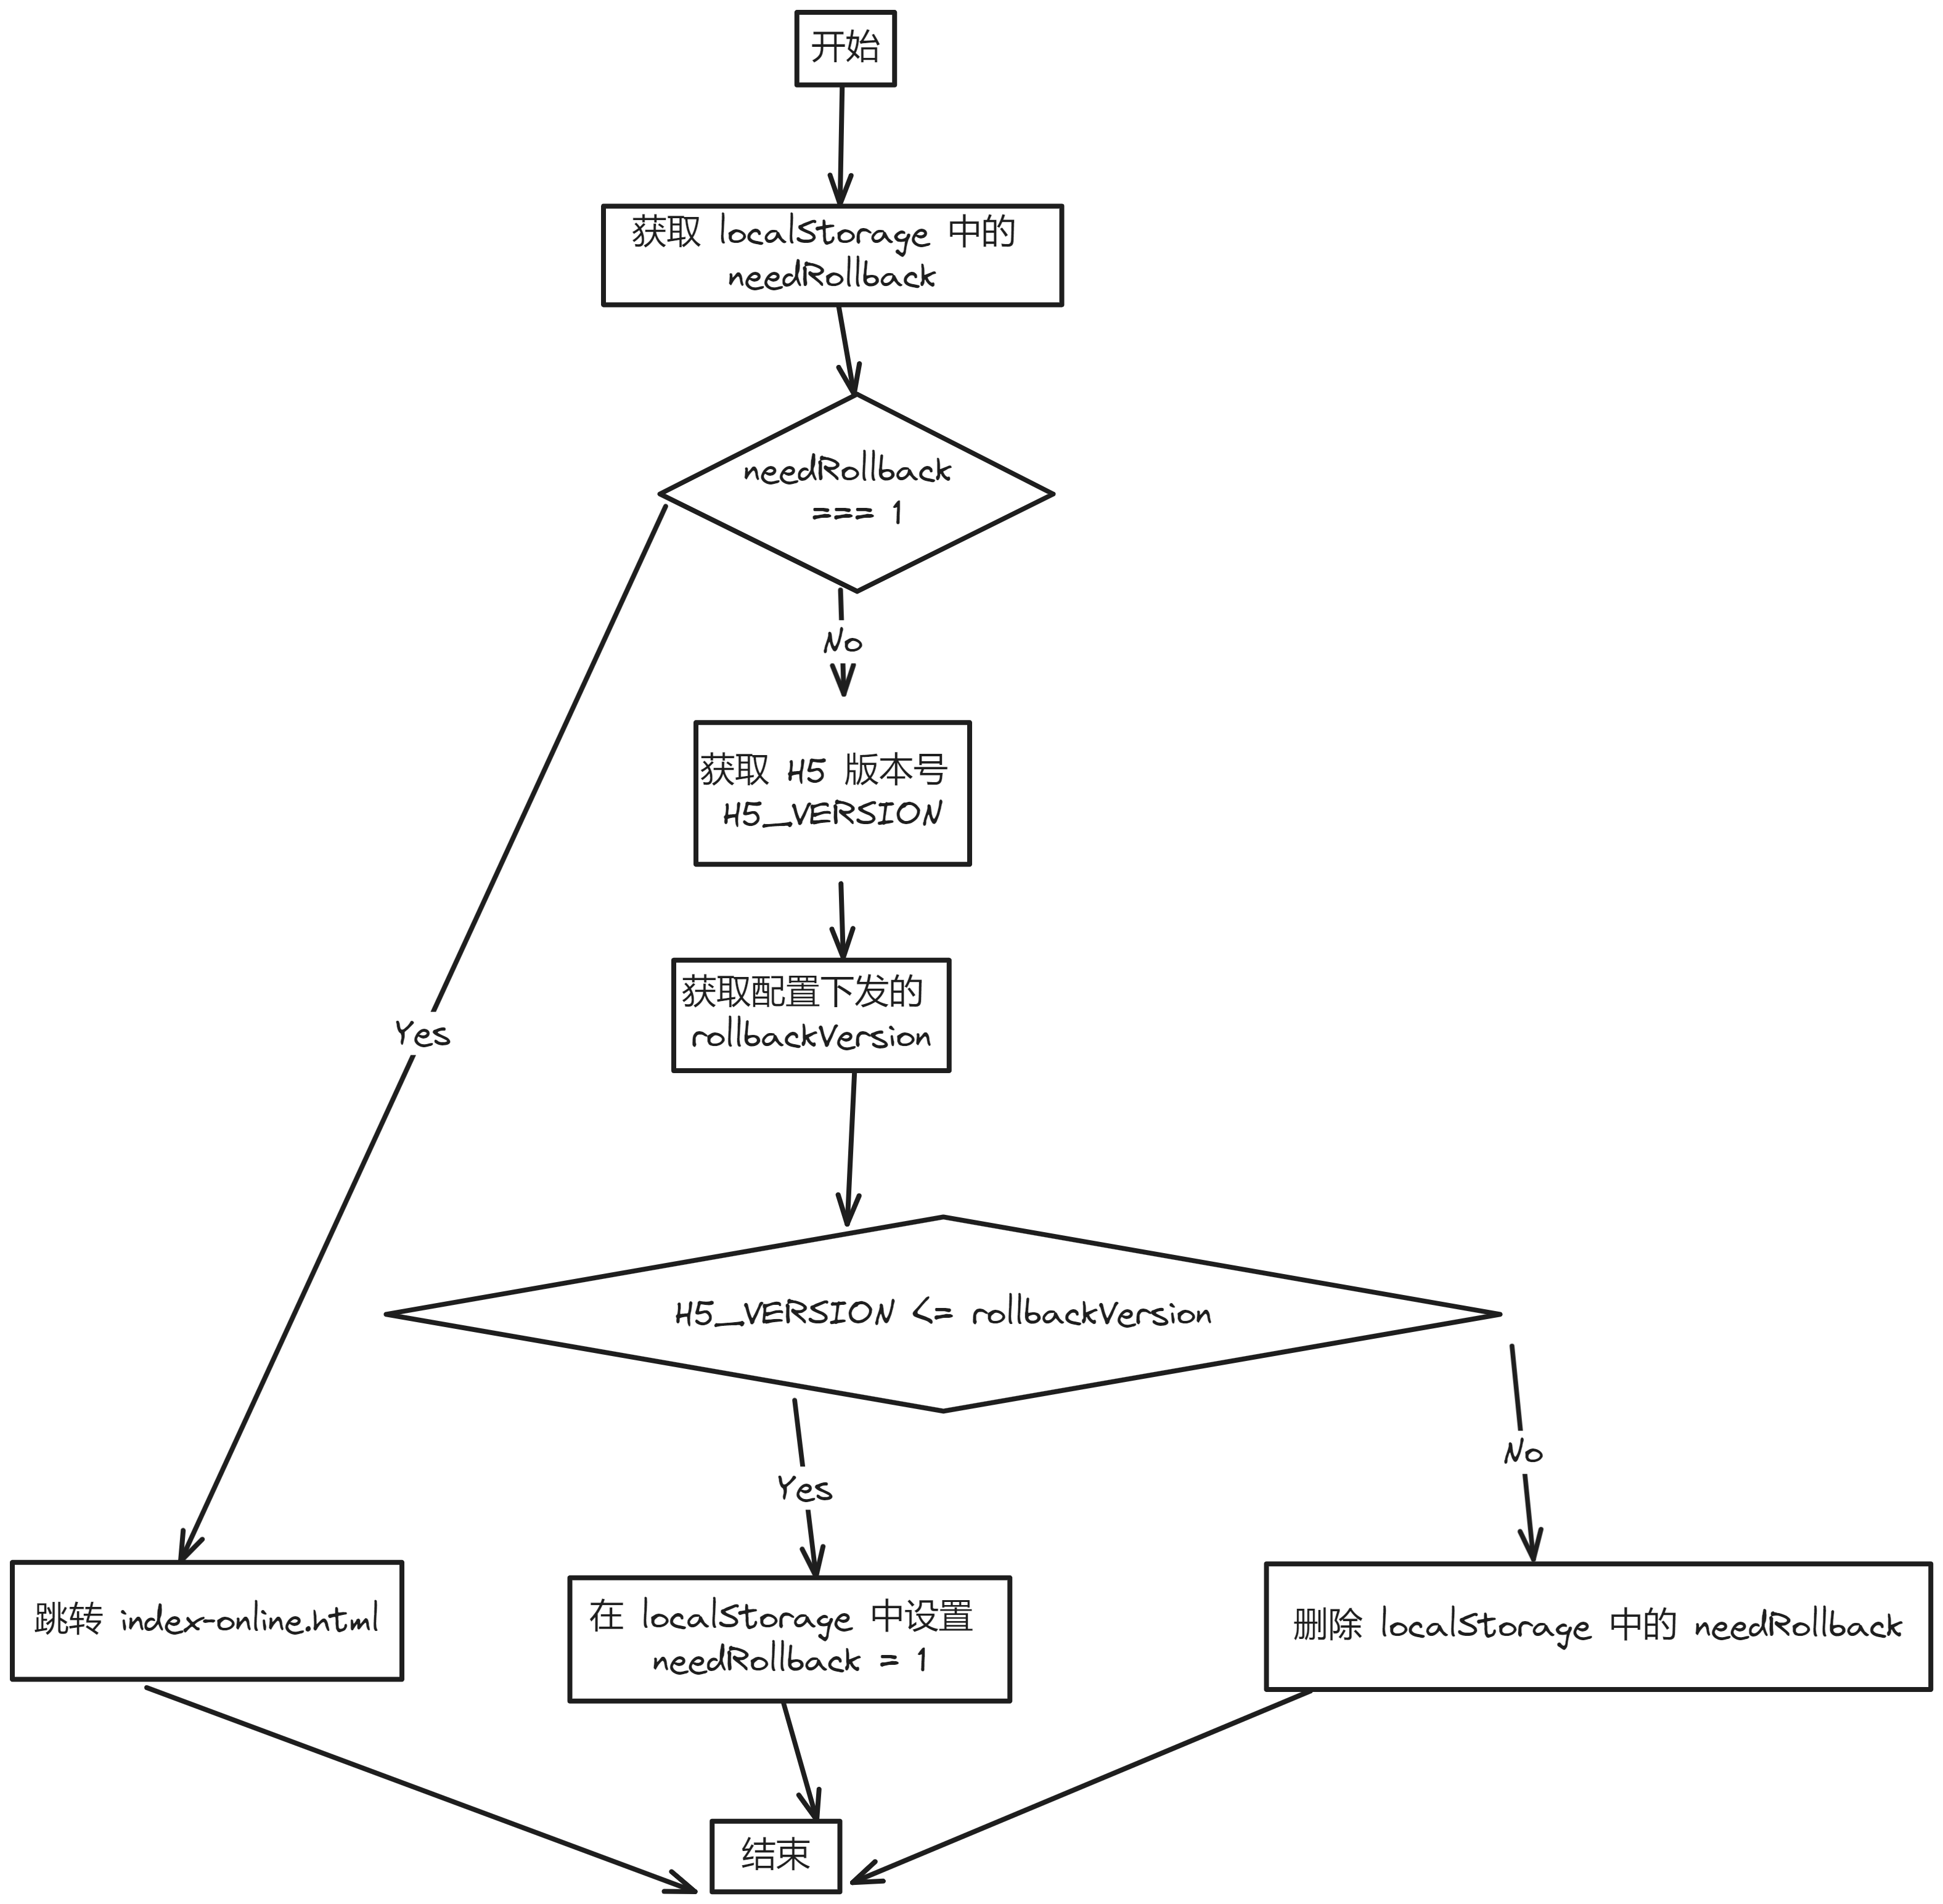 开始
获取 localStorage 中的
needRollback
needRollback
=== 1
No
获取 H5 版本号
H5_VERSION
获取配置下发的
rollbackVersion
Yes
H5_VERSION <= rollbackVersion
Yes
No
跳转 index-online.html
在 localStorage 中设置
needRollback = 1
删除 localStorage 中的 needRollback
结束